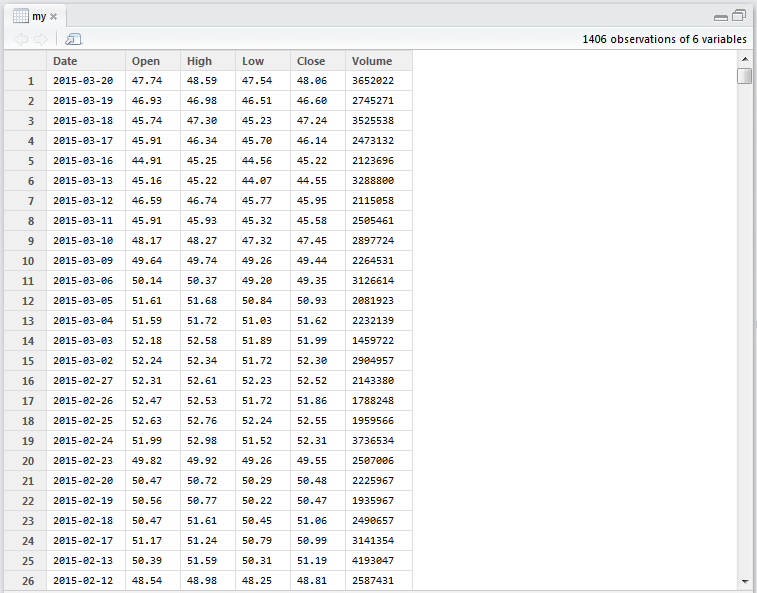 my
1406 observations of 6 variables
Date Open High Low Close Volume
1 2015-03-20 47.74 48.59 47.54 48.06 3652022
2 2015-03-19 46.93 46.98 46.51 46.60 2745271
3 2015-03-18 45.74 47.30 45.23 47.24 3525538
4 2015-03-17 45.91 46.34 45.70 46.14 2473132
5 2015-03-16 44.91 45.25 44.56 45.22 2123696
6 2015-03-13 45.16 45.22 44.07 44.55 3288800
7 2015-03-12 46.59 46.74 45.77 45.95 2115058
8 2015-03-11 45.91 45.93 45.32 45.58 2505461
9 2015-03-10 48.17 48.27 47.32 47.45 2897724
10 2015-03-09 49.64 49.74 49.26 49.44 2264531
11 2015-03-06 50.14 50.37 49.20 49.35 3126614
12 2015-03-05 51.61 51.68 50.84 50.93 2081923
13 2015-03-04 51.59 51.72 51.03 51.62 2232139
14 2015-03-03 52.18 52.58 51.89 51.99 1459722
15 2015-03-02 52.24 52.34 51.72 52.30 2904957
16 2015-02-27 52.31 52.61 52.23 52.52 2143380
17 2015-02-26 52.47 52.53 51.72 51.86 1788248
18 2015-02-25 52.63 52.76 52.24 52.55 1959566
19 2015-02-24 51.99 52.98 51.52 52.31 3736534
20 2015-02-23 49.82 49.92 49.26 49.55 2507006
21 2015-02-20 50.47 50.72 50.29 50.48 2225967
22 2015-02-19 50.56 50.77 50.22 50.47 1935967
23 2015-02-18 50.47 51.61 50.45 51.06 2490657
24 2015-02-17 51.17 51.24 50.79 50.99 3141354
25 2015-02-13 50.39 51.59 50.31 51.19 4193047
26 2015-02-12 48.54 48.98 48.25 48.81 2587431